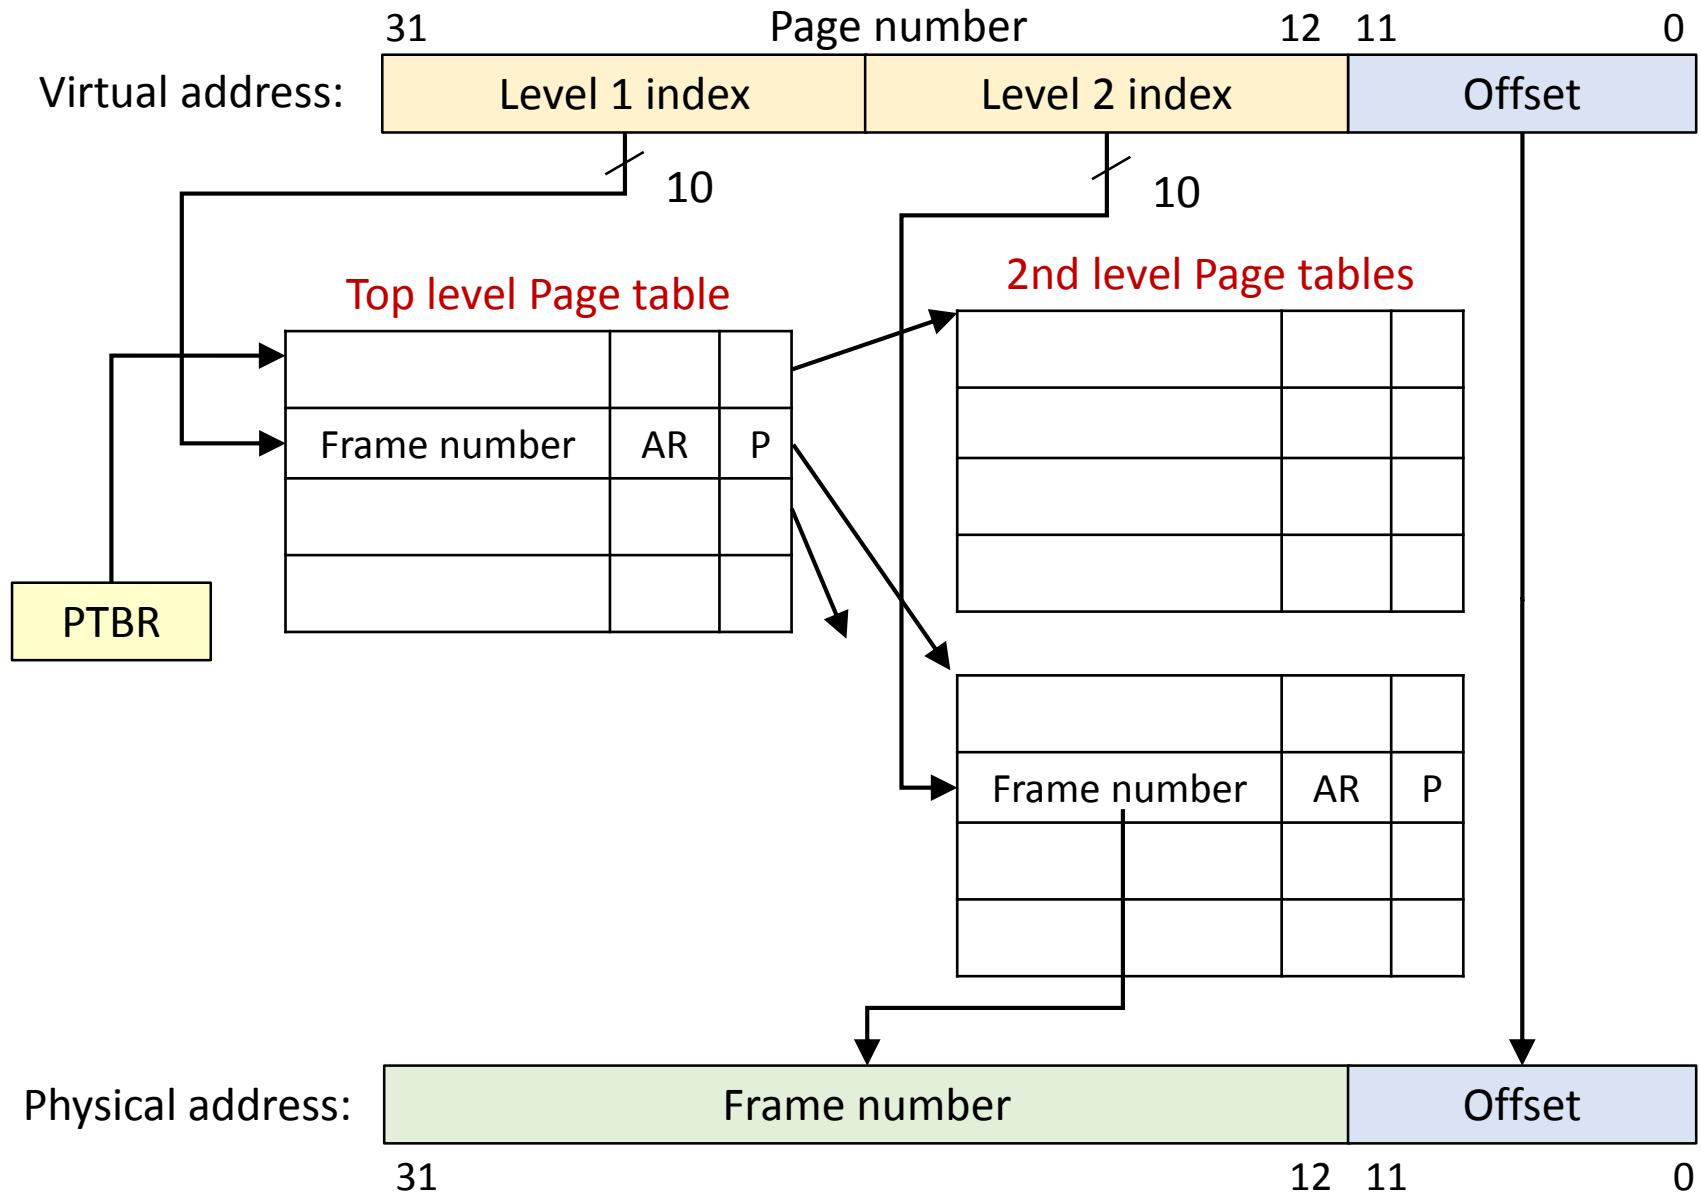 31 Page number 12 11 0
Virtual address: Level 1 index Level 2 index Offset
10 10
Top level Page table 2nd level Page tables
Frame number AR P
PTBR
Frame number AR P
Physical address: Frame number Offset
31 12 11 0